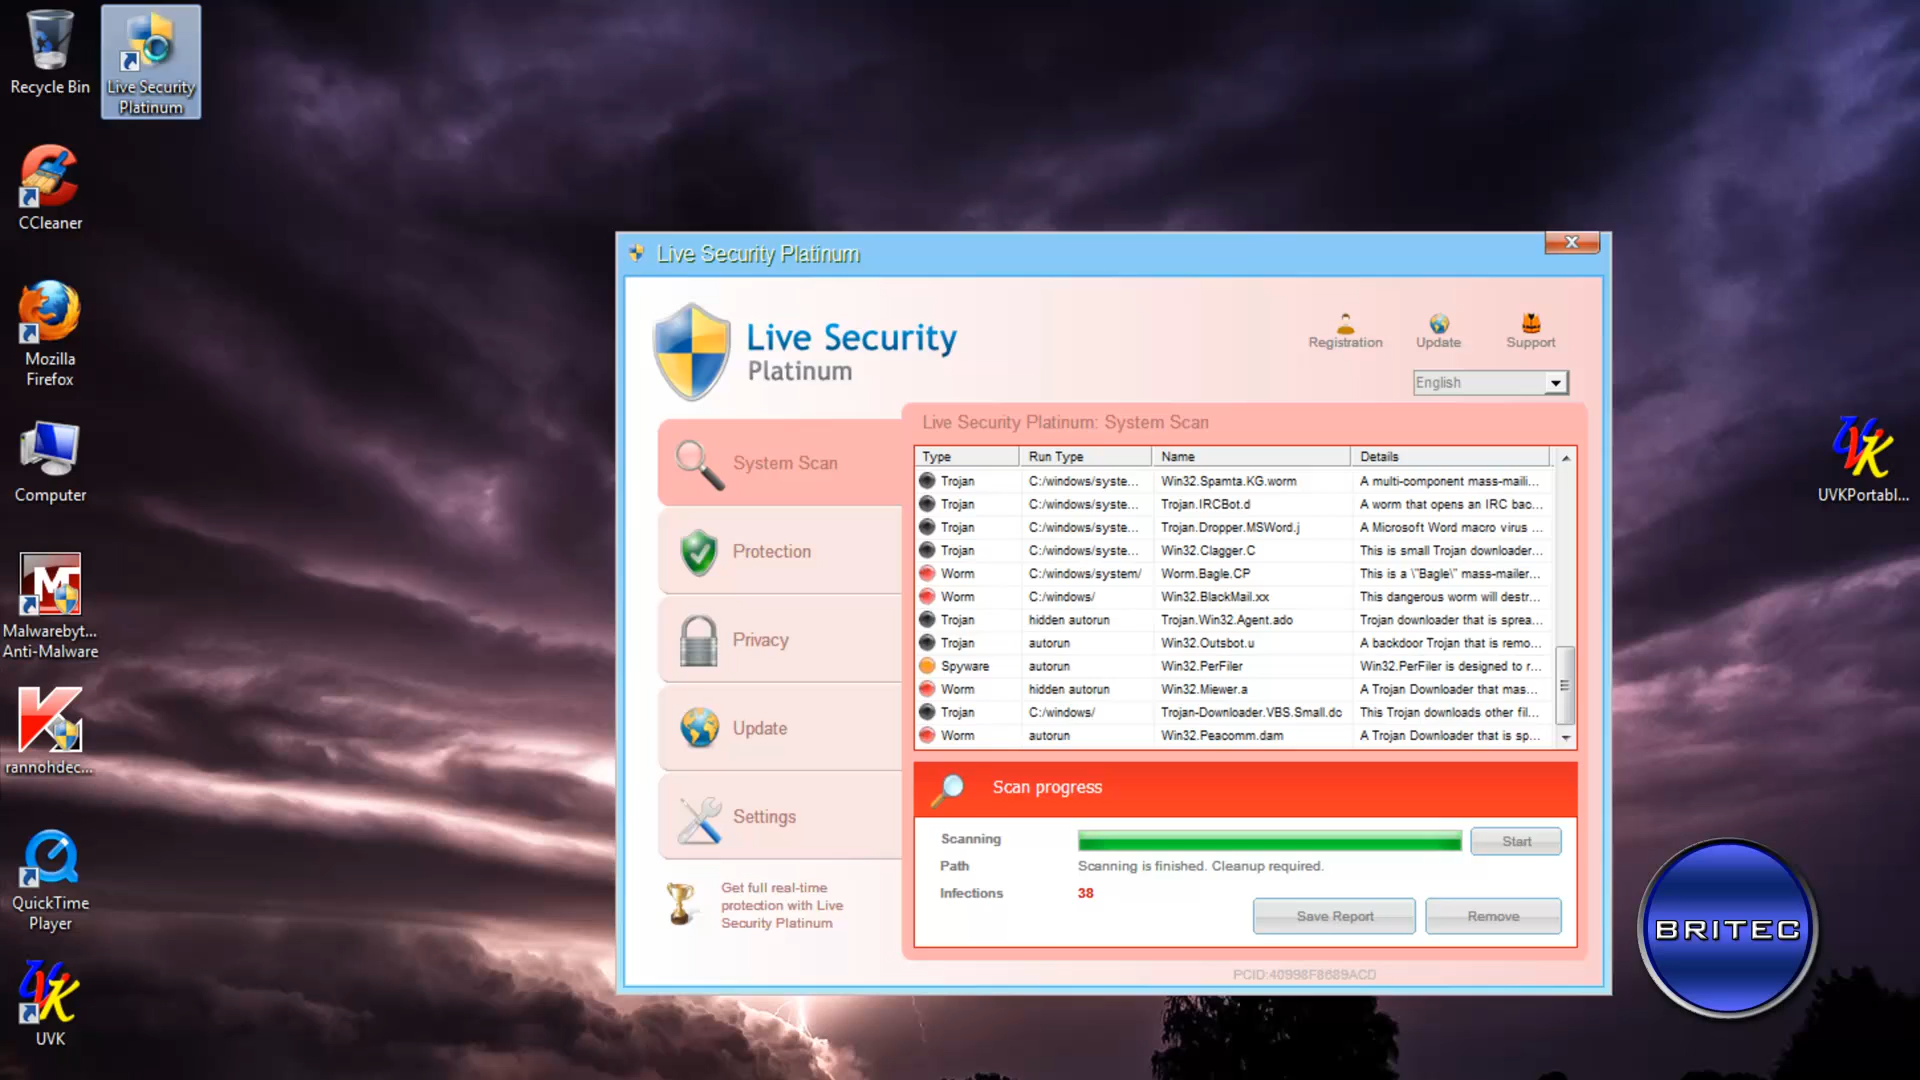 Recycle Bin
Live Security
Platinum
CCleaner
Mozilla
Firefox
Computer
Malwarebyt...
Anti-Malware
rannohdec...
QuickTime
Player
UVK
Live Security Platinum
Live Security
Platinum
Registration
Update
Support
English
System Scan
Protection
Privacy
Update
Settings
Get full real-time
protection with Live
Security Platinum
Live Security Platinum: System Scan
Type Run Type Name Details
Trojan C:/windows/syste... Win32.Spamta.KG.worm A multi-component mass-maili...
Trojan C:/windows/syste... Trojan.IRCBot.d A worm that opens an IRC bac...
Trojan C:/windows/syste... Trojan.Dropper.MSWord.j A Microsoft Word macro virus ...
Trojan C:/windows/syste... Win32.Clagger.C This is small Trojan downloader...
Worm C:/windows/system/ Worm.Bagle.CP This is a \"Bagle\" mass-mailer...
Worm C:/windows/ Win32.BlackMail.xx This dangerous worm will destr...
Trojan hidden autorun Trojan.Win32.Agent.ado Trojan downloader that is sprea...
Trojan autorun Win32.Outsbot.u A backdoor Trojan that is remo...
Spyware autorun Win32.PerFiler Win32.PerFiler is designed to r...
Worm hidden autorun Win32.Miewer.a A Trojan Downloader that mas...
Trojan C:/windows/ Trojan-Downloader.VBS.Small.dc This Trojan downloads other fil...
Worm autorun Win32.Peacomm.dam A Trojan Downloader that is sp...
Scan progress
Scanning
Start
Path Scanning is finished. Cleanup required.
Infections 38
Save Report
Remove
PCID:40998F8689ACD
UVKPortabl...
BRITEC